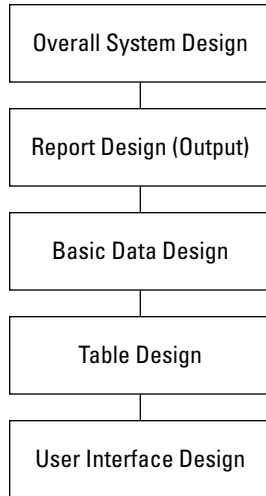 Overall System Design
Report Design (Output)
Basic Data Design
Table Design
User Interface Design